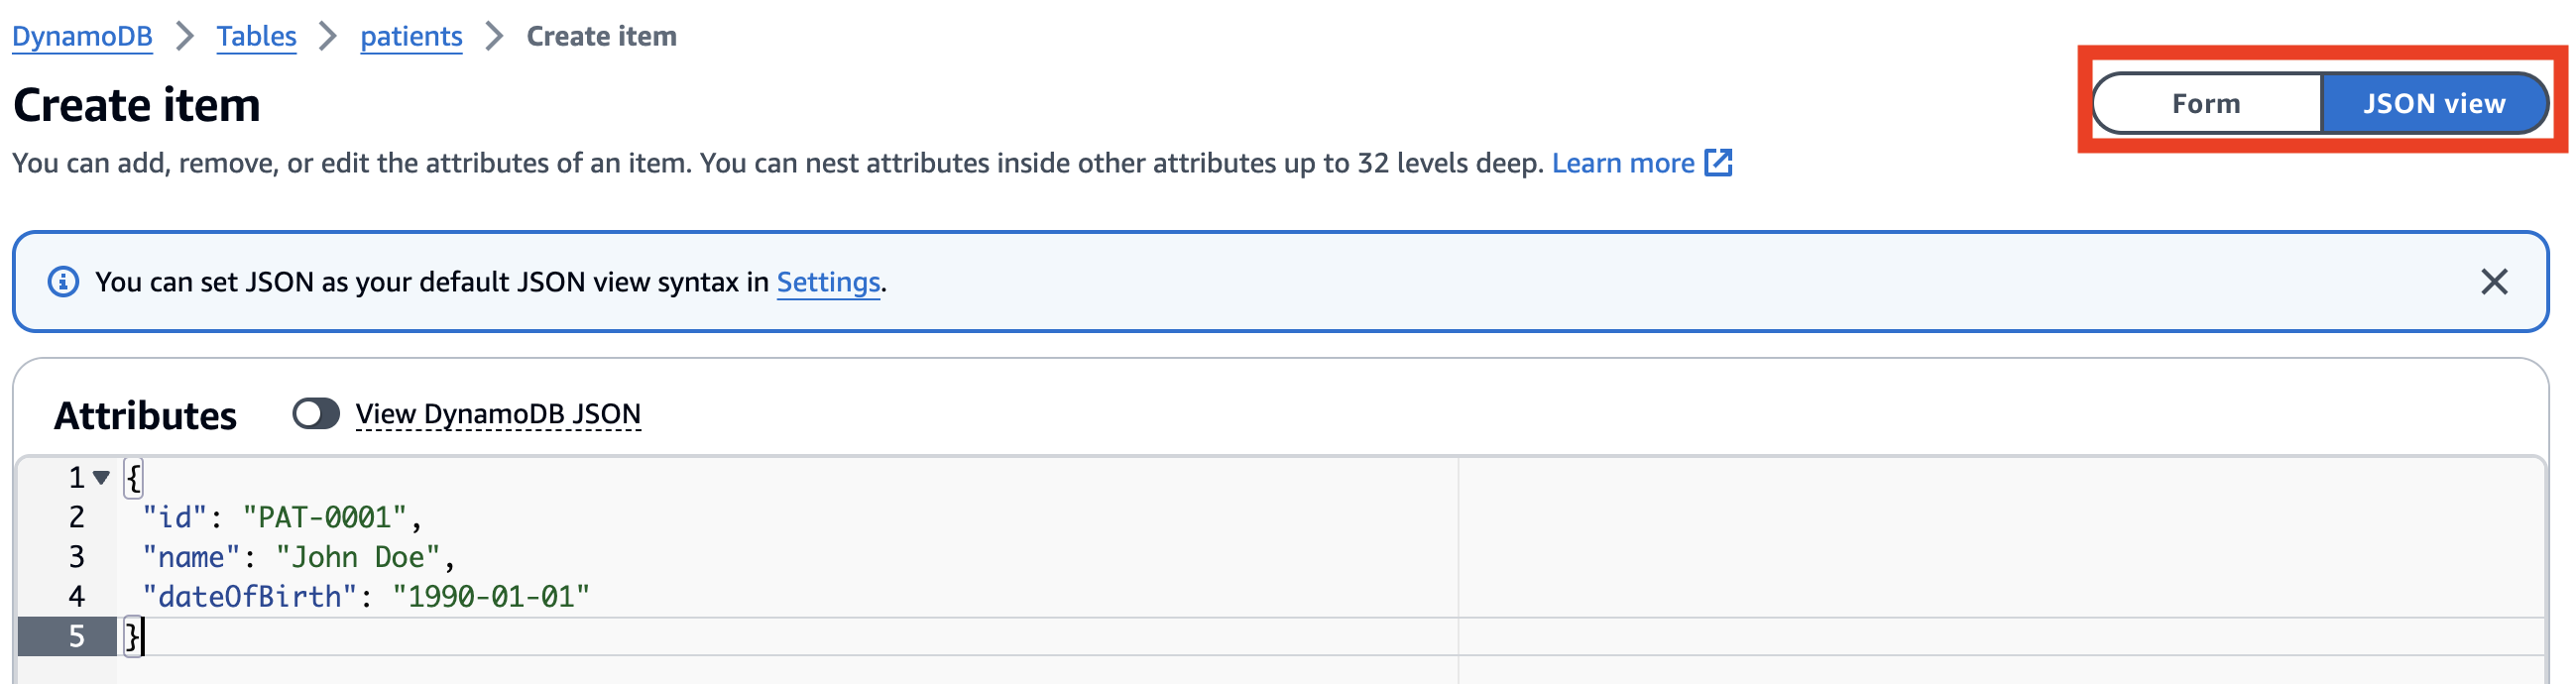 DynamoDB > Tables > patients > Create item
Create item
Form
JSON view
You can add, remove, or edit the attributes of an item. You can nest attributes inside other attributes up to 32 levels deep. Learn more
You can set JSON as your default JSON view syntax in Settings.
Attributes
View DynamoDB JSON
1 {
2 "id": "PAT-0001",
3 "name": "John Doe",
4 "dateOfBirth": "1990-01-01"
5 }